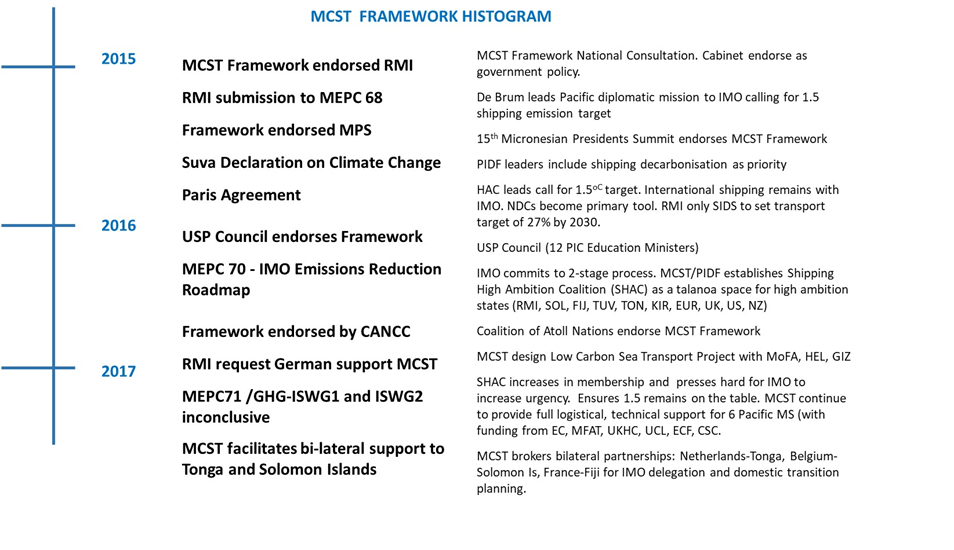 MCST FRAMEWORK HISTOGRAM
2015
MCST Framework endorsed RMI
RMI submission to MEPC 68
Framework endorsed MPS
Suva Declaration on Climate Change
Paris Agreement
2016
USP Council endorses Framework
MEPC 70 - IMO Emissions Reduction
Roadmap
Framework endorsed by CANCC
RMI request German support MCST
2017
MEPC71 /GHG-ISWG1 and ISWG2
inconclusive
MCST facilitates bi-lateral support to
Tonga and Solomon Islands
MCST Framework National Consultation. Cabinet endorse as
government policy.
De Brum leads Pacific diplomatic mission to IMO calling for 1.5
shipping emission target
15th Micronesian Presidents Summit endorses MCST Framework
PIDF leaders include shipping decarbonisation as priority
HAC leads call for 1.5oC target. International shipping remains with
IMO. NDCs become primary tool. RMI only SIDS to set transport
target of 27% by 2030.
USP Council (12 PIC Education Ministers)
IMO commits to 2-stage process. MCST/PIDF establishes Shipping
High Ambition Coalition (SHAC) as a talanoa space for high ambition
states (RMI, SOL, FIJ, TUV, TON, KIR, EUR, UK, US, NZ)
Coalition of Atoll Nations endorse MCST Framework
MCST design Low Carbon Sea Transport Project with MoFA, HEL, GIZ
SHAC increases in membership and presses hard for IMO to
increase urgency. Ensures 1.5 remains on the table. MCST continue
to provide full logistical, technical support for 6 Pacific MS (with
funding from EC, MFAT, UKHC, UCL, ECF, CSC.
MCST brokers bilateral partnerships: Netherlands-Tonga, Belgium-
Solomon Is, France-Fiji for IMO delegation and domestic transition
planning.